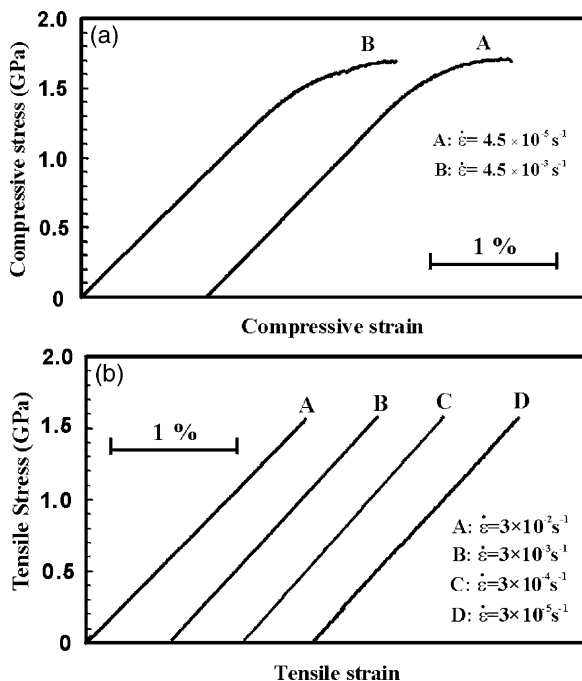 (a)
2.0
1.5
1.0
0.5
0
Compressive stress (GPa)
B
A
A: ε̇= 4.5 × 10⁻⁵ s⁻¹
B: ε̇= 4.5 × 10⁻³ s⁻¹
1 %
Compressive strain
(b)
2.0
1.5
1.0
0.5
0
Tensile Stress (GPa)
1 %
A
B
C
D
A: ε̇=3×10⁻²s⁻¹
B: ε̇=3×10⁻³s⁻¹
C: ε̇=3×10⁻⁴s⁻¹
D: ε̇=3×10⁻⁵s⁻¹
Tensile strain